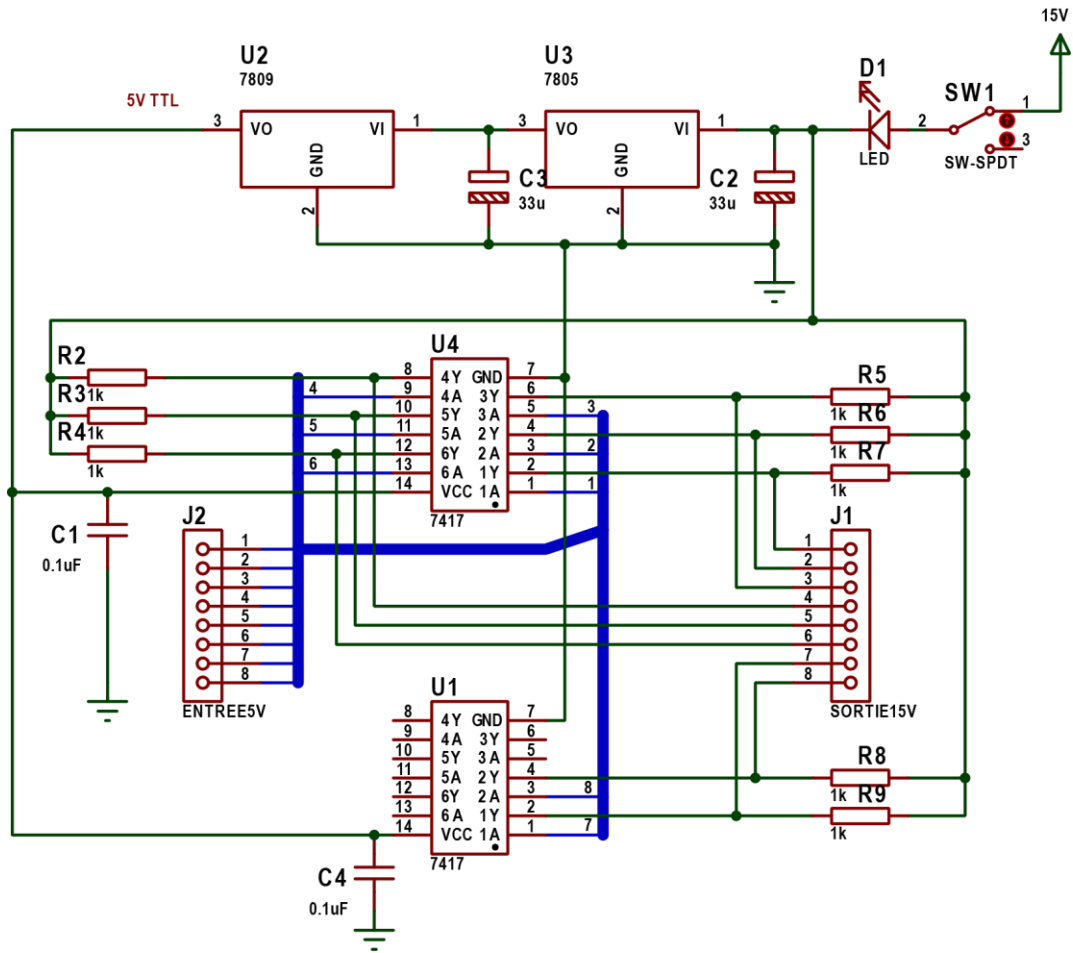 15V
U2
7809
U3
7805
D1
SW1
5V TTL
3 VO VI 1
GND
2
3 VO VI 1
GND
2
LED
2
1
3
SW-SPDT
C3
33u
C2
33u
R2
1k
R3
1k
R4
1k
U4
8 4Y GND 7
4 9 4A 3Y 6
10 5Y 3A 5 3
5 11 5A 2Y 4
12 6Y 2A 3 2
6 13 6A 1Y 2
14 VCC 1A 1 1
7417
R5
1k
R6
1k
R7
1k
C1
0.1uF
J2
1
2
3
4
5
6
7
8
ENTREE5V
J1
1
2
3
4
5
6
7
8
SORTIE15V
U1
8 4Y GND 7
9 4A 3Y 6
10 5Y 3A 5
11 5A 2Y 4
12 6Y 2A 3 8
13 6A 1Y 2
14 VCC 1A 1 7
7417
R8
1k
R9
1k
C4
0.1uF